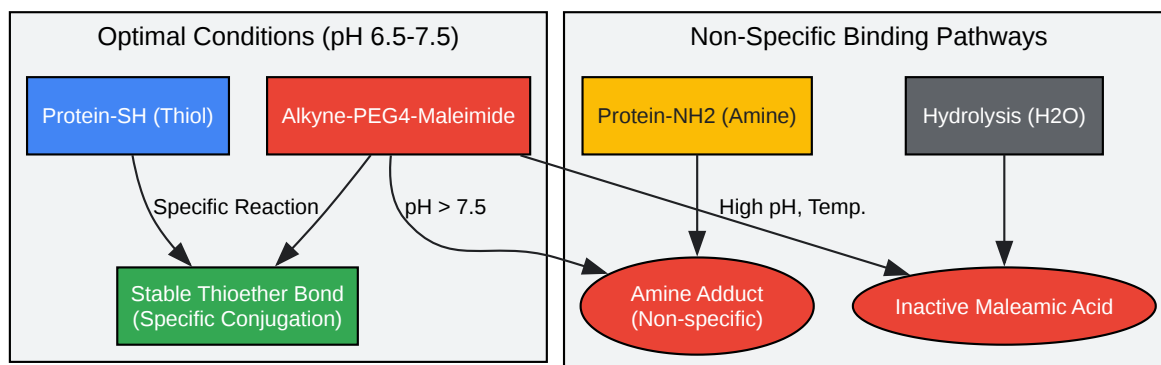 Optimal Conditions (pH 6.5-7.5)
Non-Specific Binding Pathways
Protein-SH (Thiol)
Alkyne-PEG4-Maleimide
Protein-NH2 (Amine)
Hydrolysis (H2O)
Specific Reaction
pH > 7.5
High pH, Temp.
Stable Thioether Bond
(Specific Conjugation)
Amine Adduct
(Non-specific)
Inactive Maleamic Acid